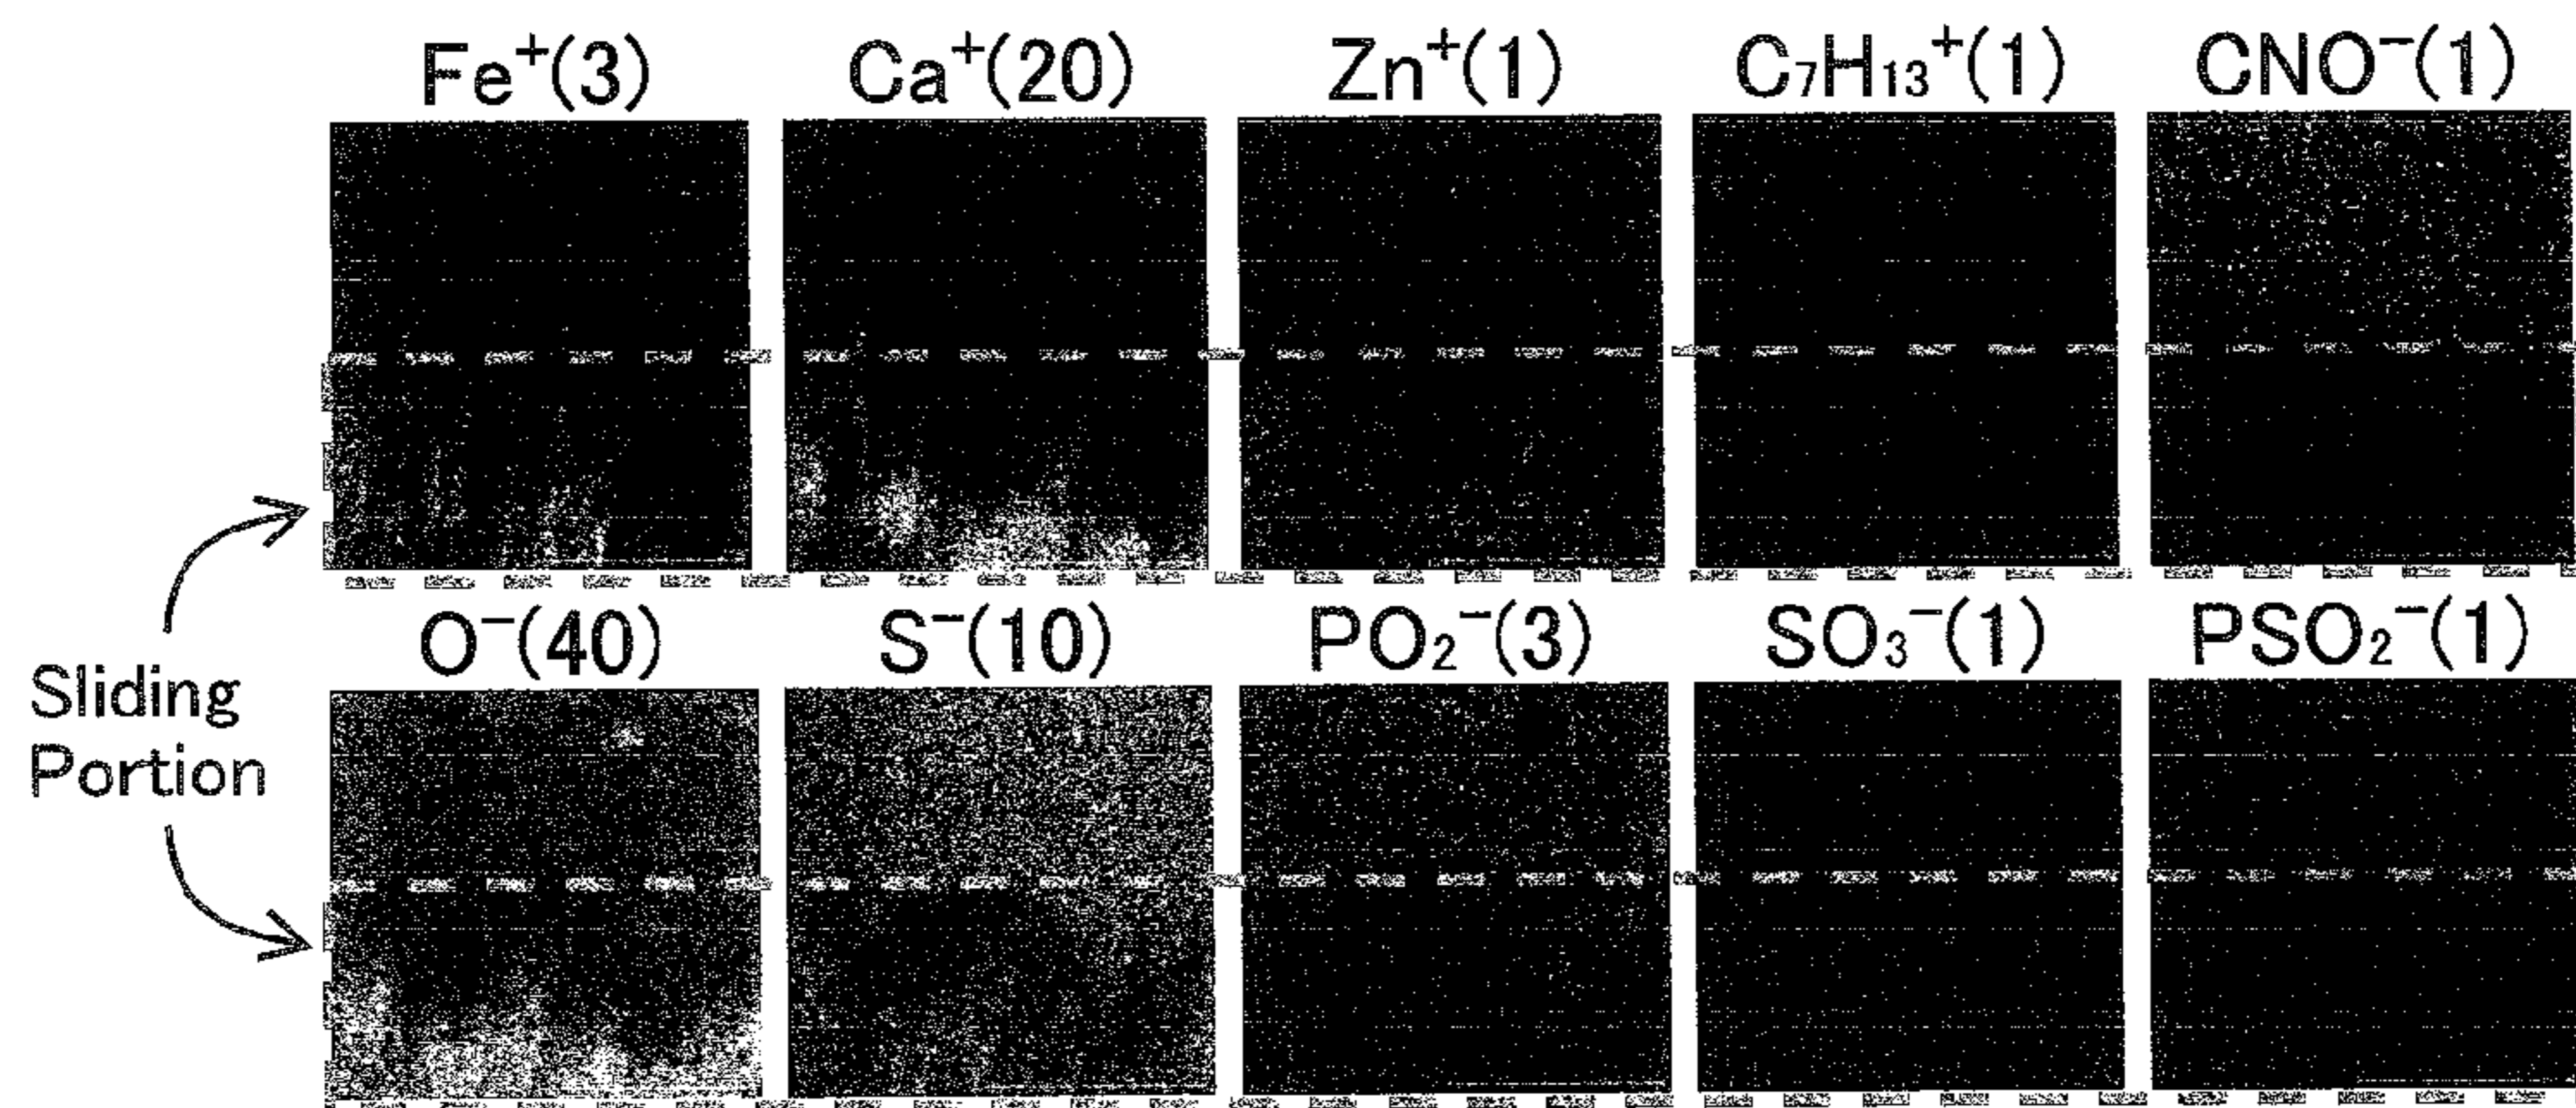 Fe⁺(3) Ca⁺(20) Zn⁺(1) C₇H₁₃⁺(1) CNO⁻(1)
O⁻(40) S⁻(10) PO₂⁻(3) SO₃⁻(1) PSO₂⁻(1)
Sliding
Portion